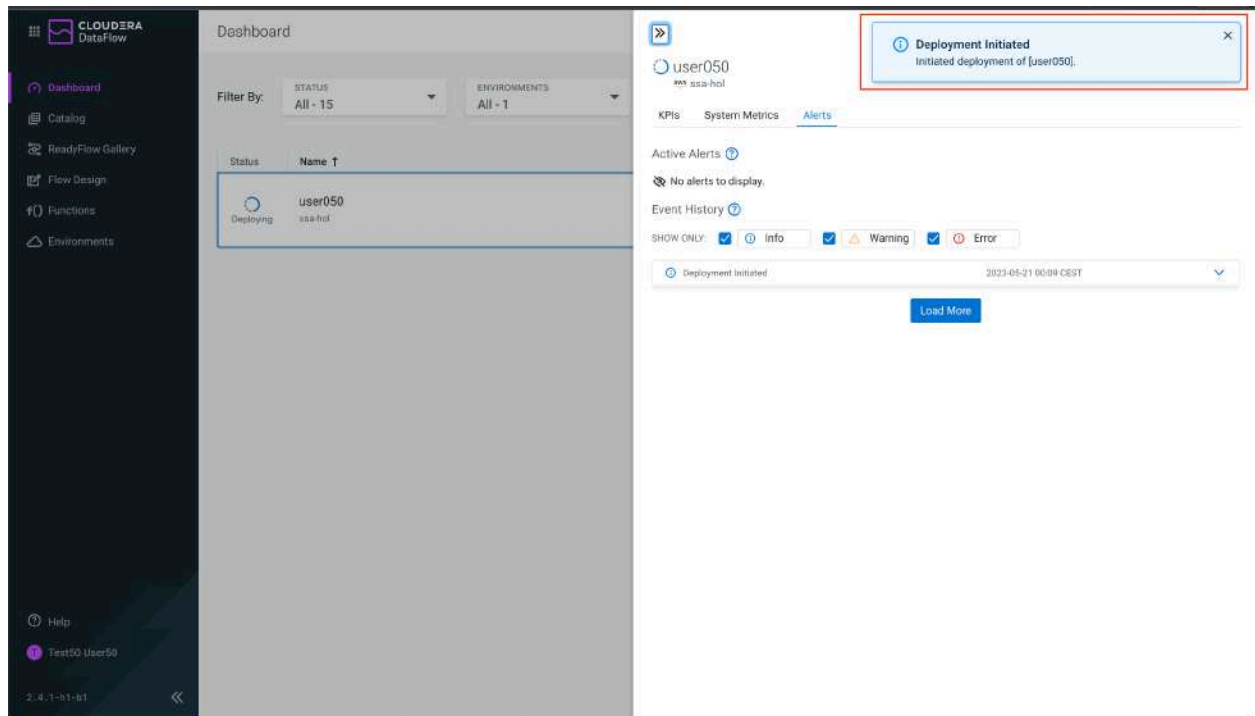 CLOUDERA
DataFlow
Dashboard
Catalog
ReadyFlow Gallery
Flow Design
Functions
Environments
Help
Test50 User50
2.4.1-h1-b1
Dashboard
Filter By:
STATUS
All - 15
ENVIRONMENTS
All - 1
Status Name ↑
user050
Deploying ssa-hol
user050
aws ssa-hol
Deployment Initiated
Initiated deployment of [user050].
KPIs System Metrics Alerts
Active Alerts
No alerts to display.
Event History
SHOW ONLY: Info Warning Error
Deployment Initiated 2023-05-21 00:09 CEST
Load More